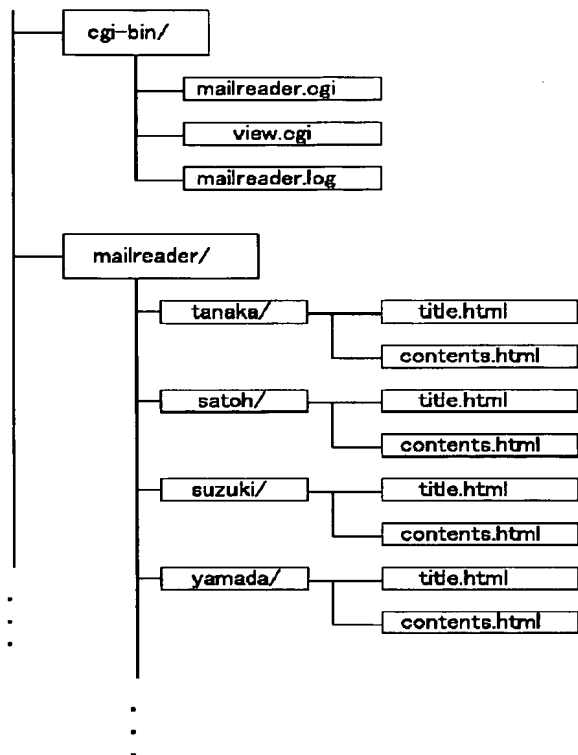 cgi-bin/
mailreader.cgi
view.cgi
mailreader.log
mailreader/
tanaka/
title.html
contents.html
satoh/
title.html
contents.html
suzuki/
title.html
contents.html
yamada/
title.html
contents.html